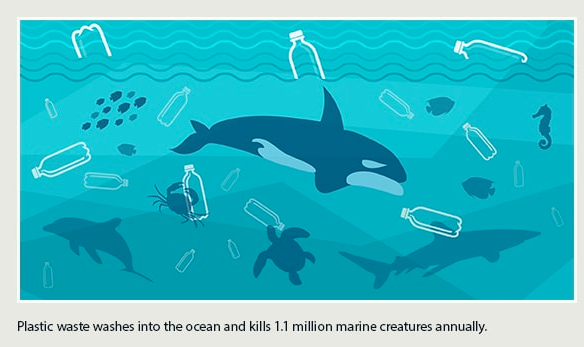 Plastic waste washes into the ocean and kills 1.1 million marine creatures annually.